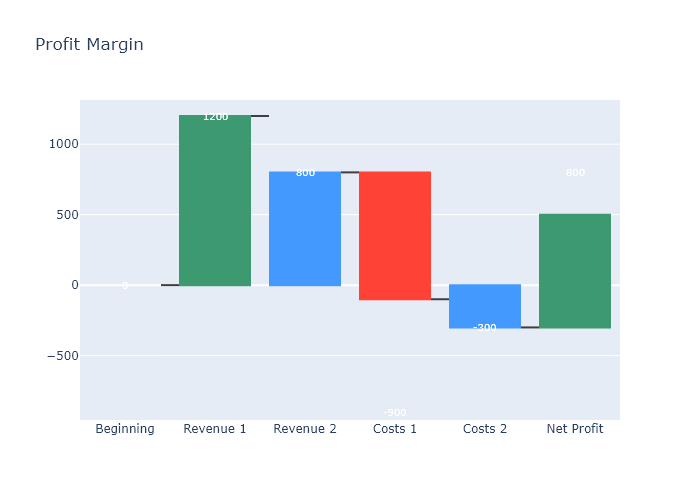 Profit Margin
1200
1000
800
800
500
0
0
-300
−500
-900
Beginning
Revenue 1
Revenue 2
Costs 1
Costs 2
Net Profit